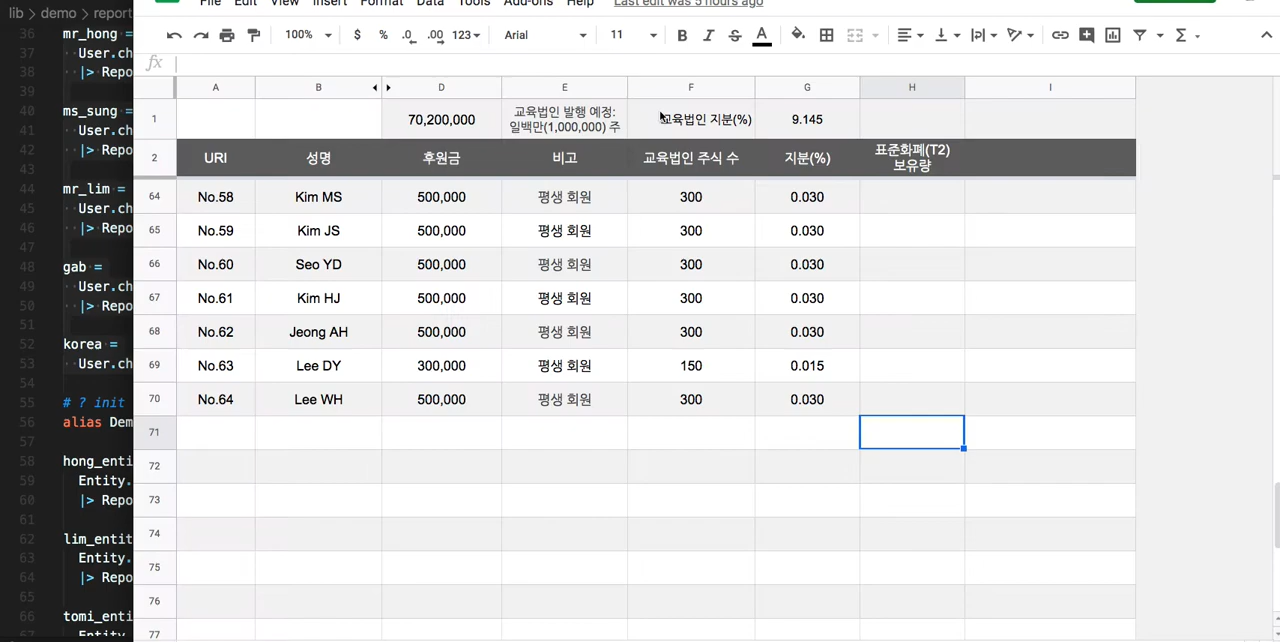 lib > demo > report
36 mr_hong =
37 User.ch
38 |> Repo
39
40 ms_sung =
41 User.ch
42 |> Repo
43
44 mr_lim =
45 User.ch
46 |> Repo
47
48 gab =
49 User.ch
50 |> Repo
51
52 korea =
53 User.ch
54
55 # ? init
56 alias Dem
57
58 hong_enti
59 Entity.
60 |> Repo
61
62 lim_entit
63 Entity.
64 |> Repo
65
66 tomi_enti
67 Entity
File Edit View Insert Format Data Tools Add-ons Help Last edit was 5 hours ago
100% $ % .0 .00 123 Arial 11 B I S A Σ
fx
A B D E F G H I
1 70,200,000 교육법인 발행 예정: 일백만(1,000,000) 주 교육법인 지분(%) 9.145
2 URI 성명 후원금 비고 교육법인 주식 수 지분(%) 표준화폐(T2) 보유량
64 No.58 Kim MS 500,000 평생 회원 300 0.030
65 No.59 Kim JS 500,000 평생 회원 300 0.030
66 No.60 Seo YD 500,000 평생 회원 300 0.030
67 No.61 Kim HJ 500,000 평생 회원 300 0.030
68 No.62 Jeong AH 500,000 평생 회원 300 0.030
69 No.63 Lee DY 300,000 평생 회원 150 0.015
70 No.64 Lee WH 500,000 평생 회원 300 0.030
71
72
73
74
75
76
77